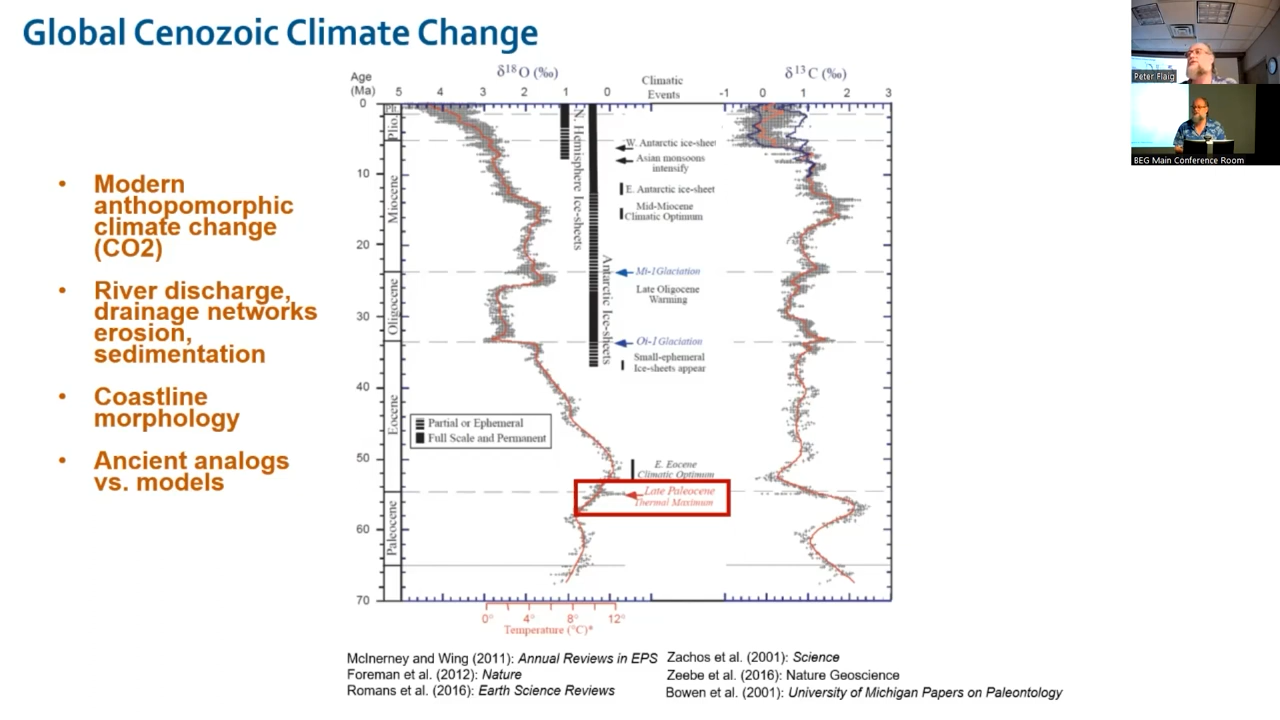 Global Cenozoic Climate Change
• Modern
anthopomorphic
climate change
(CO2)
• River discharge,
drainage networks
erosion,
sedimentation
• Coastline
morphology
• Ancient analogs
vs. models
Age
(Ma)
δ18O (‰)
Climatic
Events
δ13C (‰)
5 4 3 2 1 0
-1 0 1 2 3
0
10
20
30
40
50
60
70
Plt.
Plio.
Miocene
Oligocene
Eocene
Paleocene
N. Hemisphere Ice-sheets
Antarctic Ice-sheets
W. Antarctic ice-sheet
Asian monsoons
intensify
E. Antarctic ice-sheet
Mid-Miocene
Climatic Optimum
Mi-1 Glaciation
Late Oligocene
Warming
Oi-1 Glaciation
Small-ephemeral
Ice-sheets appear
Partial or Ephemeral
Full Scale and Permanent
E. Eocene
Climatic Optimum
Late Paleocene
Thermal Maximum
0° 4° 8° 12°
Temperature (°C)*
McInerney and Wing (2011): Annual Reviews in EPS
Foreman et al. (2012): Nature
Romans et al. (2016): Earth Science Reviews
Zachos et al. (2001): Science
Zeebe et al. (2016): Nature Geoscience
Bowen et al. (2001): University of Michigan Papers on Paleontology
Peter Flaig
BEG Main Conference Room